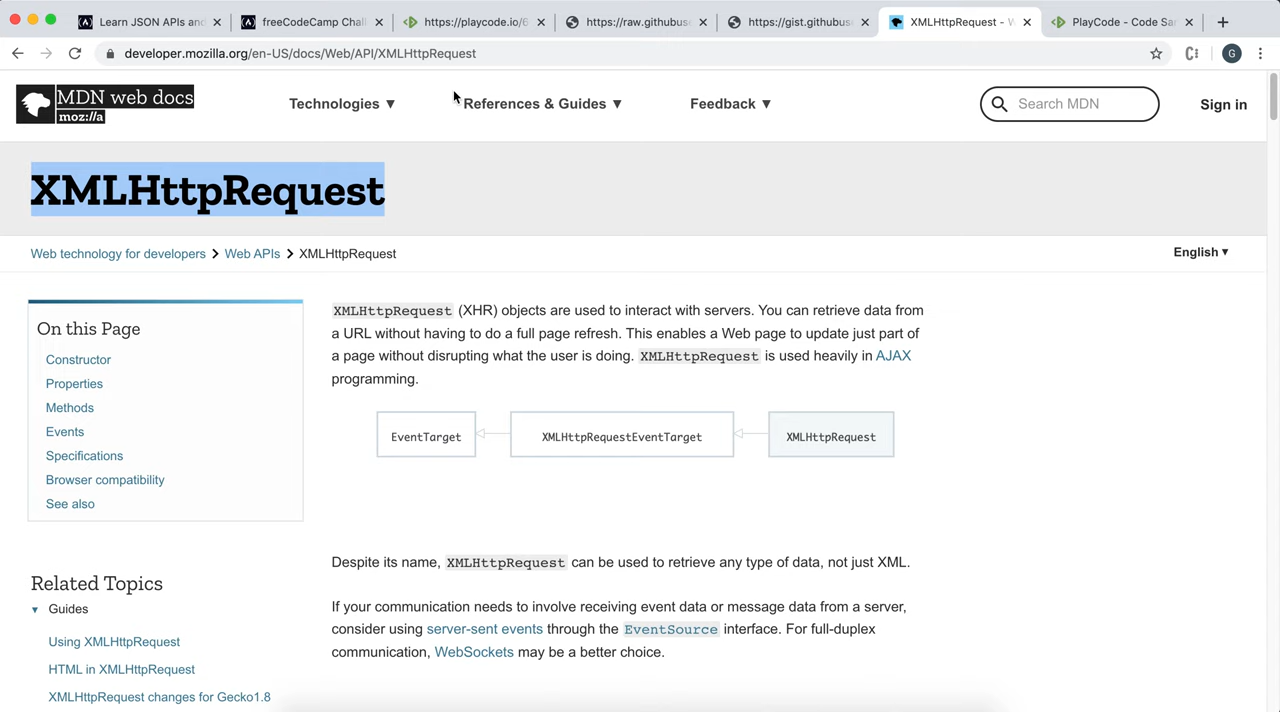 Learn JSON APIs and
freeCodeCamp Chal
https://playcode.io/6
https://raw.githubuse
https://gist.githubus
XMLHttpRequest - W
PlayCode - Code Sa
developer.mozilla.org/en-US/docs/Web/API/XMLHttpRequest
G
MDN web docs
moz://a
Technologies ▼
References & Guides ▼
Feedback ▼
Search MDN
Sign in
XMLHttpRequest
Web technology for developers > Web APIs > XMLHttpRequest
English ▼
On this Page
Constructor
Properties
Methods
Events
Specifications
Browser compatibility
See also
Related Topics
▼ Guides
Using XMLHttpRequest
HTML in XMLHttpRequest
XMLHttpRequest changes for Gecko1.8
XMLHttpRequest (XHR) objects are used to interact with servers. You can retrieve data from
a URL without having to do a full page refresh. This enables a Web page to update just part of
a page without disrupting what the user is doing. XMLHttpRequest is used heavily in AJAX
programming.
EventTarget
XMLHttpRequestEventTarget
XMLHttpRequest
Despite its name, XMLHttpRequest can be used to retrieve any type of data, not just XML.
If your communication needs to involve receiving event data or message data from a server,
consider using server-sent events through the EventSource interface. For full-duplex
communication, WebSockets may be a better choice.